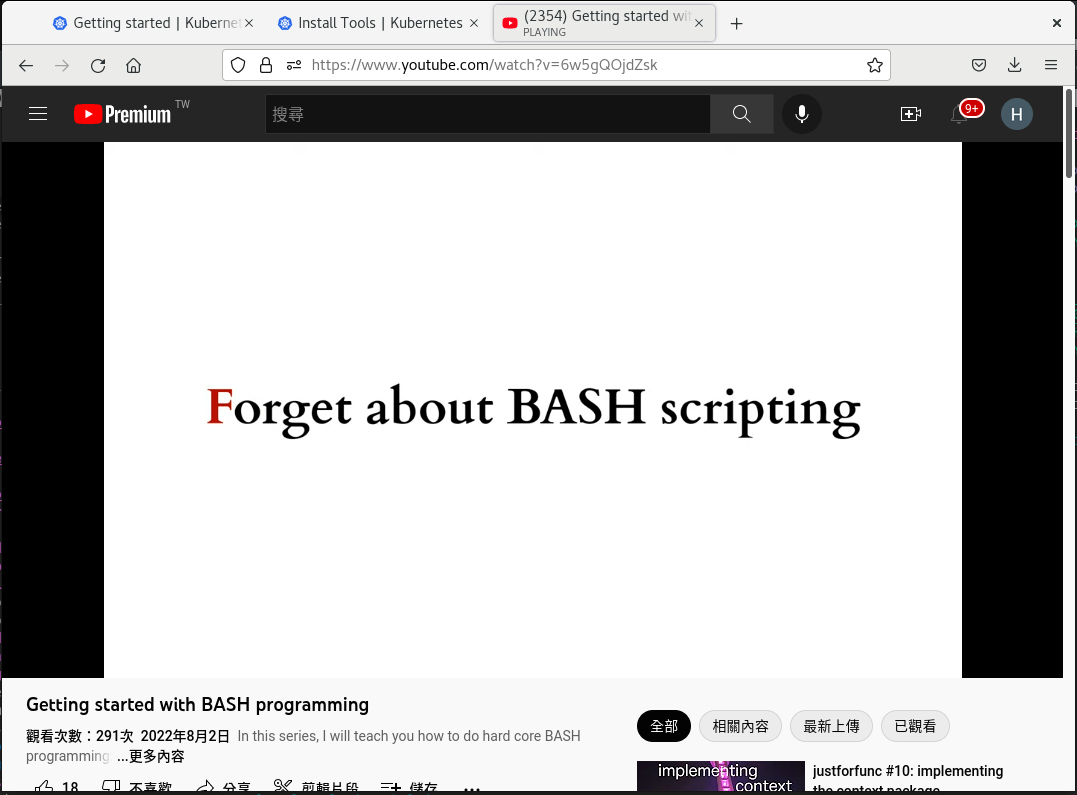 Getting started | Kuberne
Install Tools | Kubernetes
(2354) Getting started wi
PLAYING
https://www.youtube.com/watch?v=6w5gQOjdZsk
Premium TW
搜尋
9+
H
Forget about BASH scripting
Getting started with BASH programming
觀看次數：291次 2022年8月2日 In this series, I will teach you how to do hard core BASH
programming ...更多內容
18 不喜歡 分享 剪輯片段 儲存
全部 相關內容 最新上傳 已觀看
implementing
context
justforfunc #10: implementing
the context package